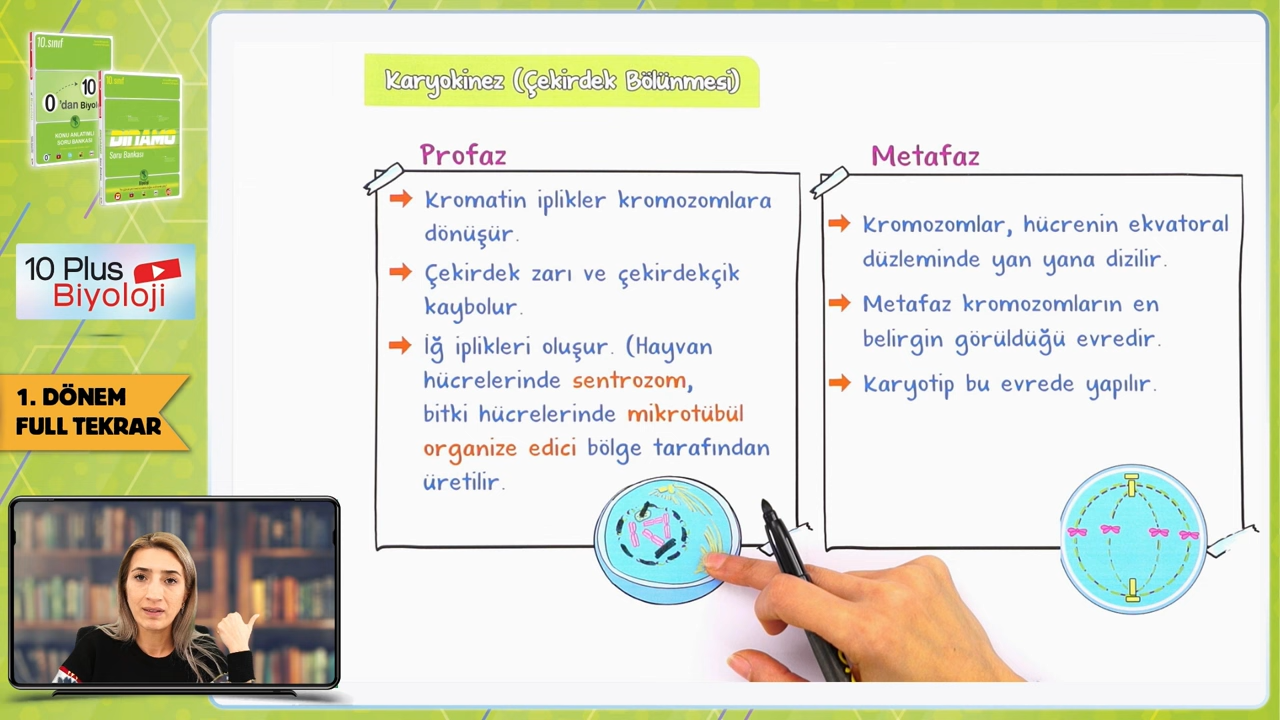 10.sınıf
10
0 'dan Biyol
KONU ANLATIMLI
SORU BANKASI
10.sınıf
DİNAMO
Soru Bankası
10 Plus
Biyoloji
1. DÖNEM
FULL TEKRAR
Karyokinez (Çekirdek Bölünmesi)
Profaz
Kromatin iplikler kromozomlara
dönüşür.
Çekirdek zarı ve çekirdekçik
kaybolur.
İğ iplikleri oluşur. (Hayvan
hücrelerinde sentrozom,
bitki hücrelerinde mikrotübül
organize edici bölge tarafından
üretilir.
Metafaz
Kromozomlar, hücrenin ekvatoral
düzleminde yan yana dizilir.
Metafaz kromozomların en
belirgin görüldüğü evredir.
Karyotip bu evrede yapılır.